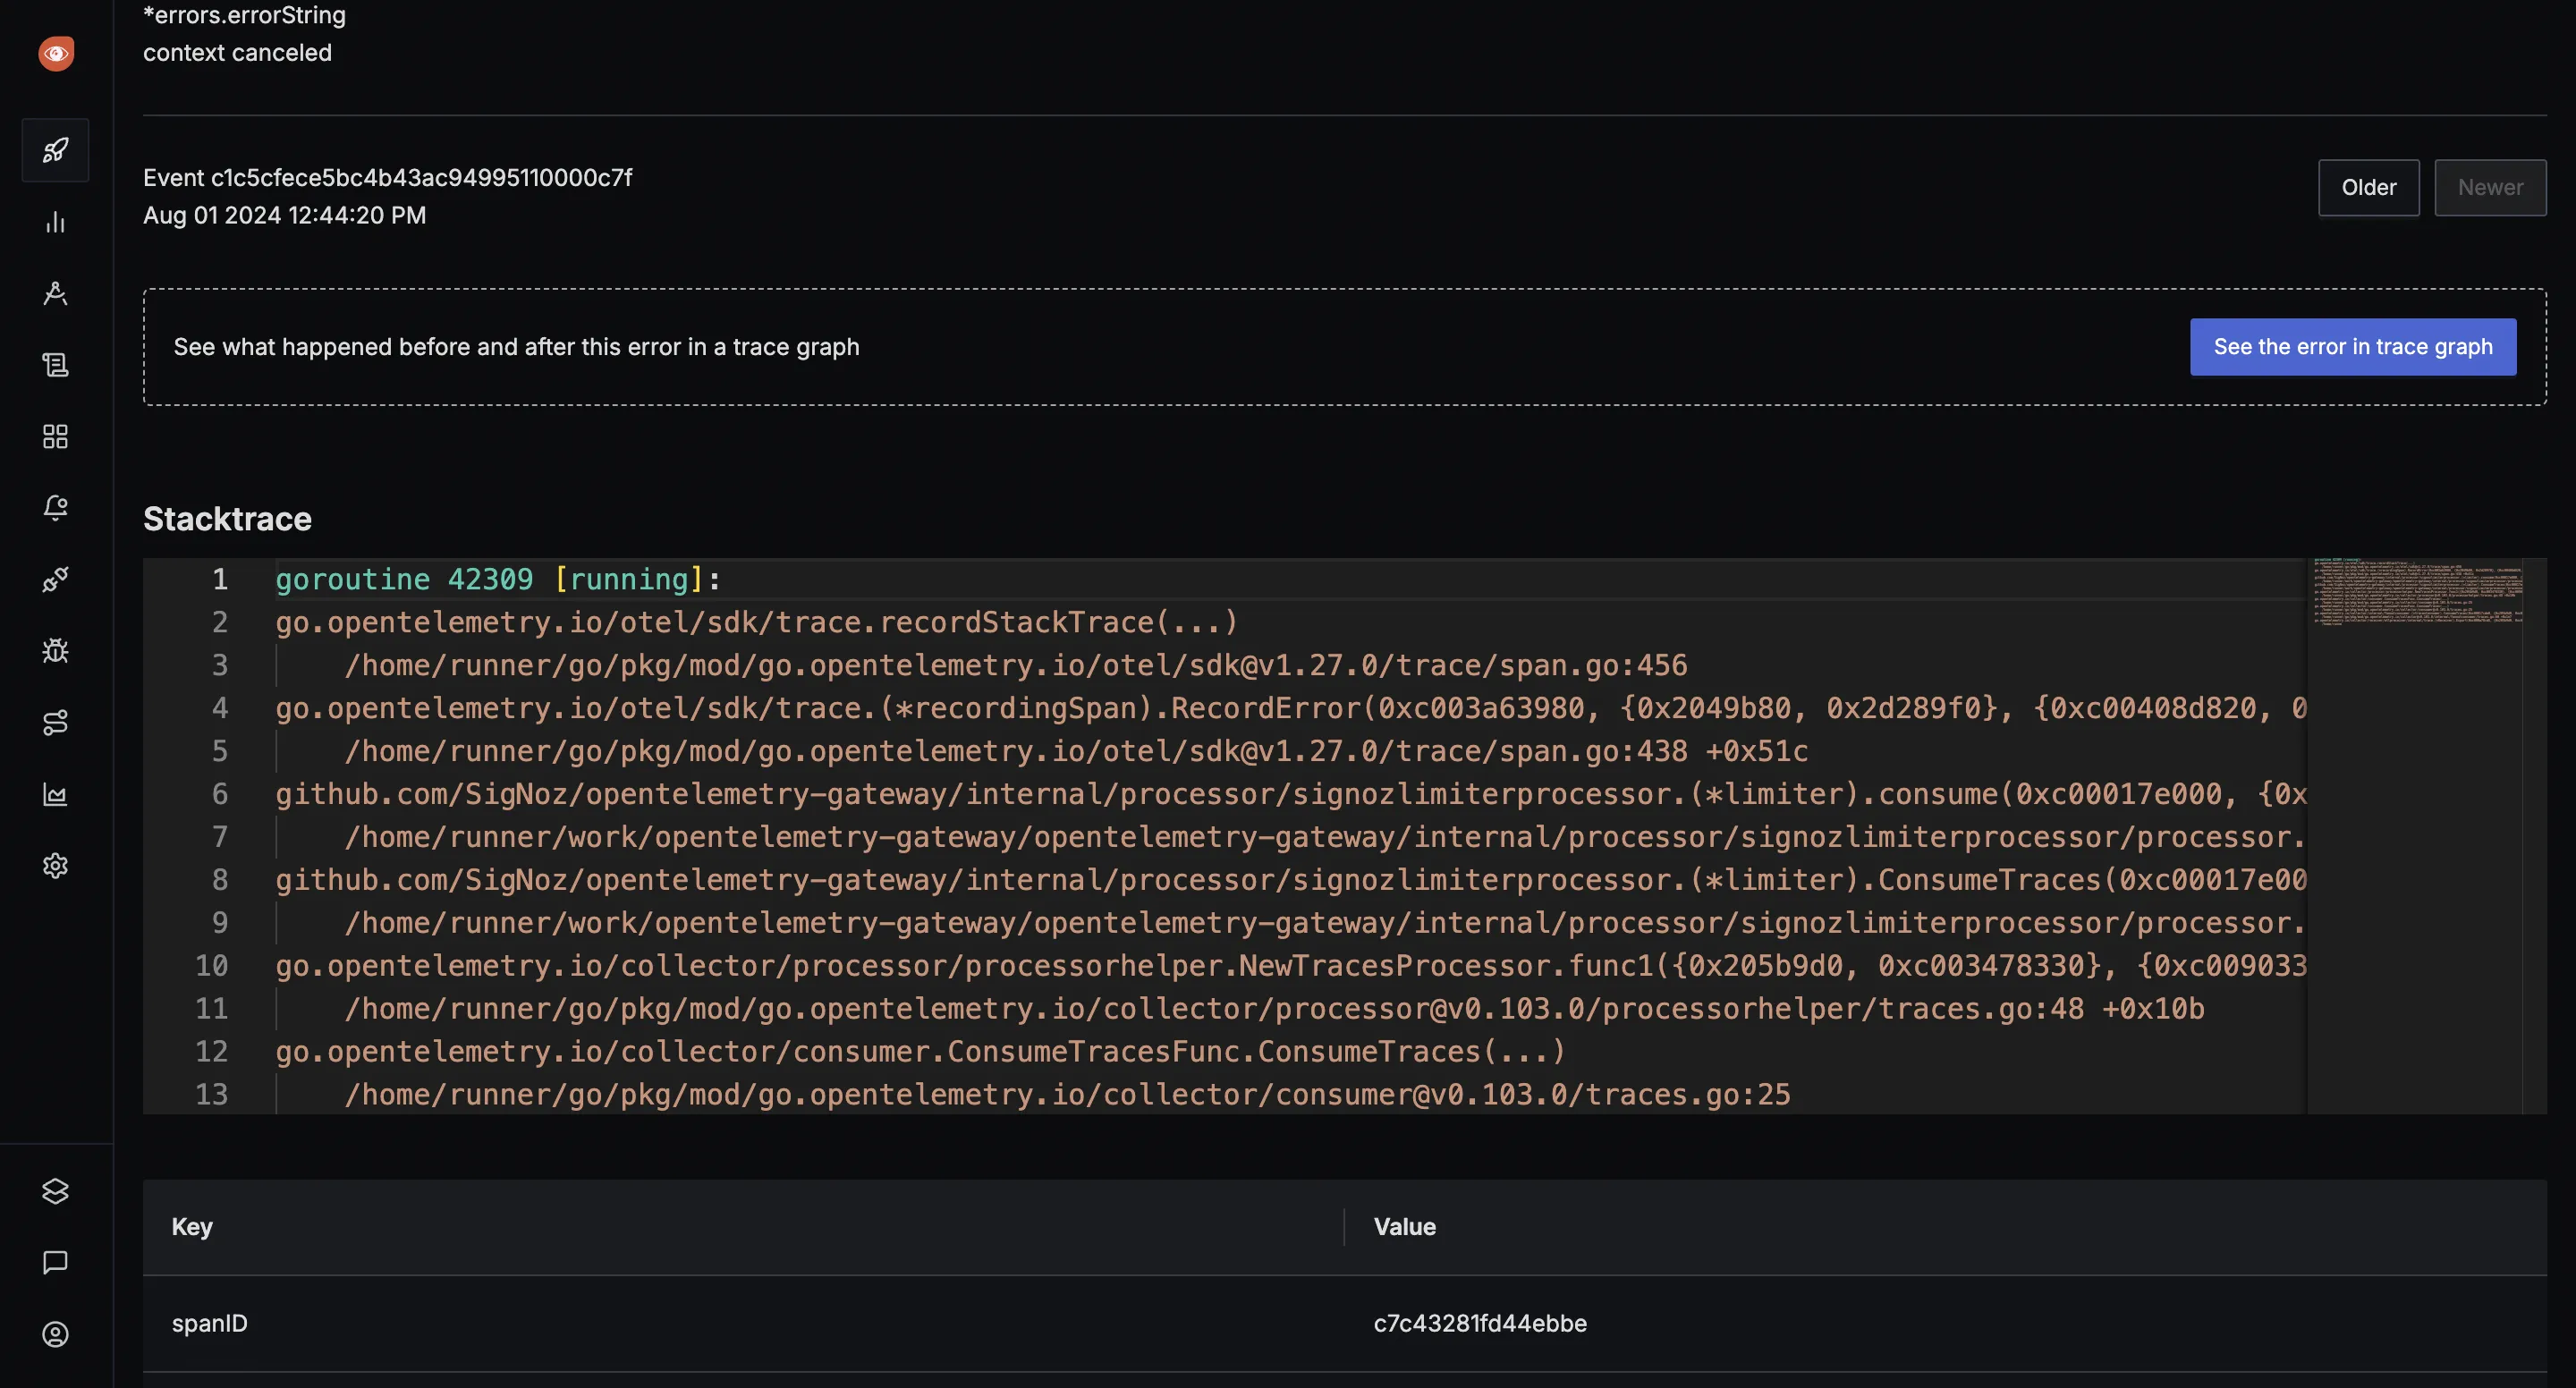 *errors.errorString
context canceled
Event c1c5cfece5bc4b43ac94995110000c7f
Aug 01 2024 12:44:20 PM
Older
Newer
See what happened before and after this error in a trace graph
See the error in trace graph
Stacktrace
1 goroutine 42309 [running]:
2 go.opentelemetry.io/otel/sdk/trace.recordStackTrace(...)
3 /home/runner/go/pkg/mod/go.opentelemetry.io/otel/sdk@v1.27.0/trace/span.go:456
4 go.opentelemetry.io/otel/sdk/trace.(*recordingSpan).RecordError(0xc003a63980, {0x2049b80, 0x2d289f0}, {0xc00408d820, 0
5 /home/runner/go/pkg/mod/go.opentelemetry.io/otel/sdk@v1.27.0/trace/span.go:438 +0x51c
6 github.com/SigNoz/opentelemetry-gateway/internal/processor/signozlimiterprocessor.(*limiter).consume(0xc00017e000, {0x
7 /home/runner/work/opentelemetry-gateway/opentelemetry-gateway/internal/processor/signozlimiterprocessor/processor.
8 github.com/SigNoz/opentelemetry-gateway/internal/processor/signozlimiterprocessor.(*limiter).ConsumeTraces(0xc00017e00
9 /home/runner/work/opentelemetry-gateway/opentelemetry-gateway/internal/processor/signozlimiterprocessor/processor.
10 go.opentelemetry.io/collector/processor/processorhelper.NewTracesProcessor.func1({0x205b9d0, 0xc003478330}, {0xc009033
11 /home/runner/go/pkg/mod/go.opentelemetry.io/collector/processor@v0.103.0/processorhelper/traces.go:48 +0x10b
12 go.opentelemetry.io/collector/consumer.ConsumeTracesFunc.ConsumeTraces(...)
13 /home/runner/go/pkg/mod/go.opentelemetry.io/collector/consumer@v0.103.0/traces.go:25
Key
Value
spanID
c7c43281fd44ebbe